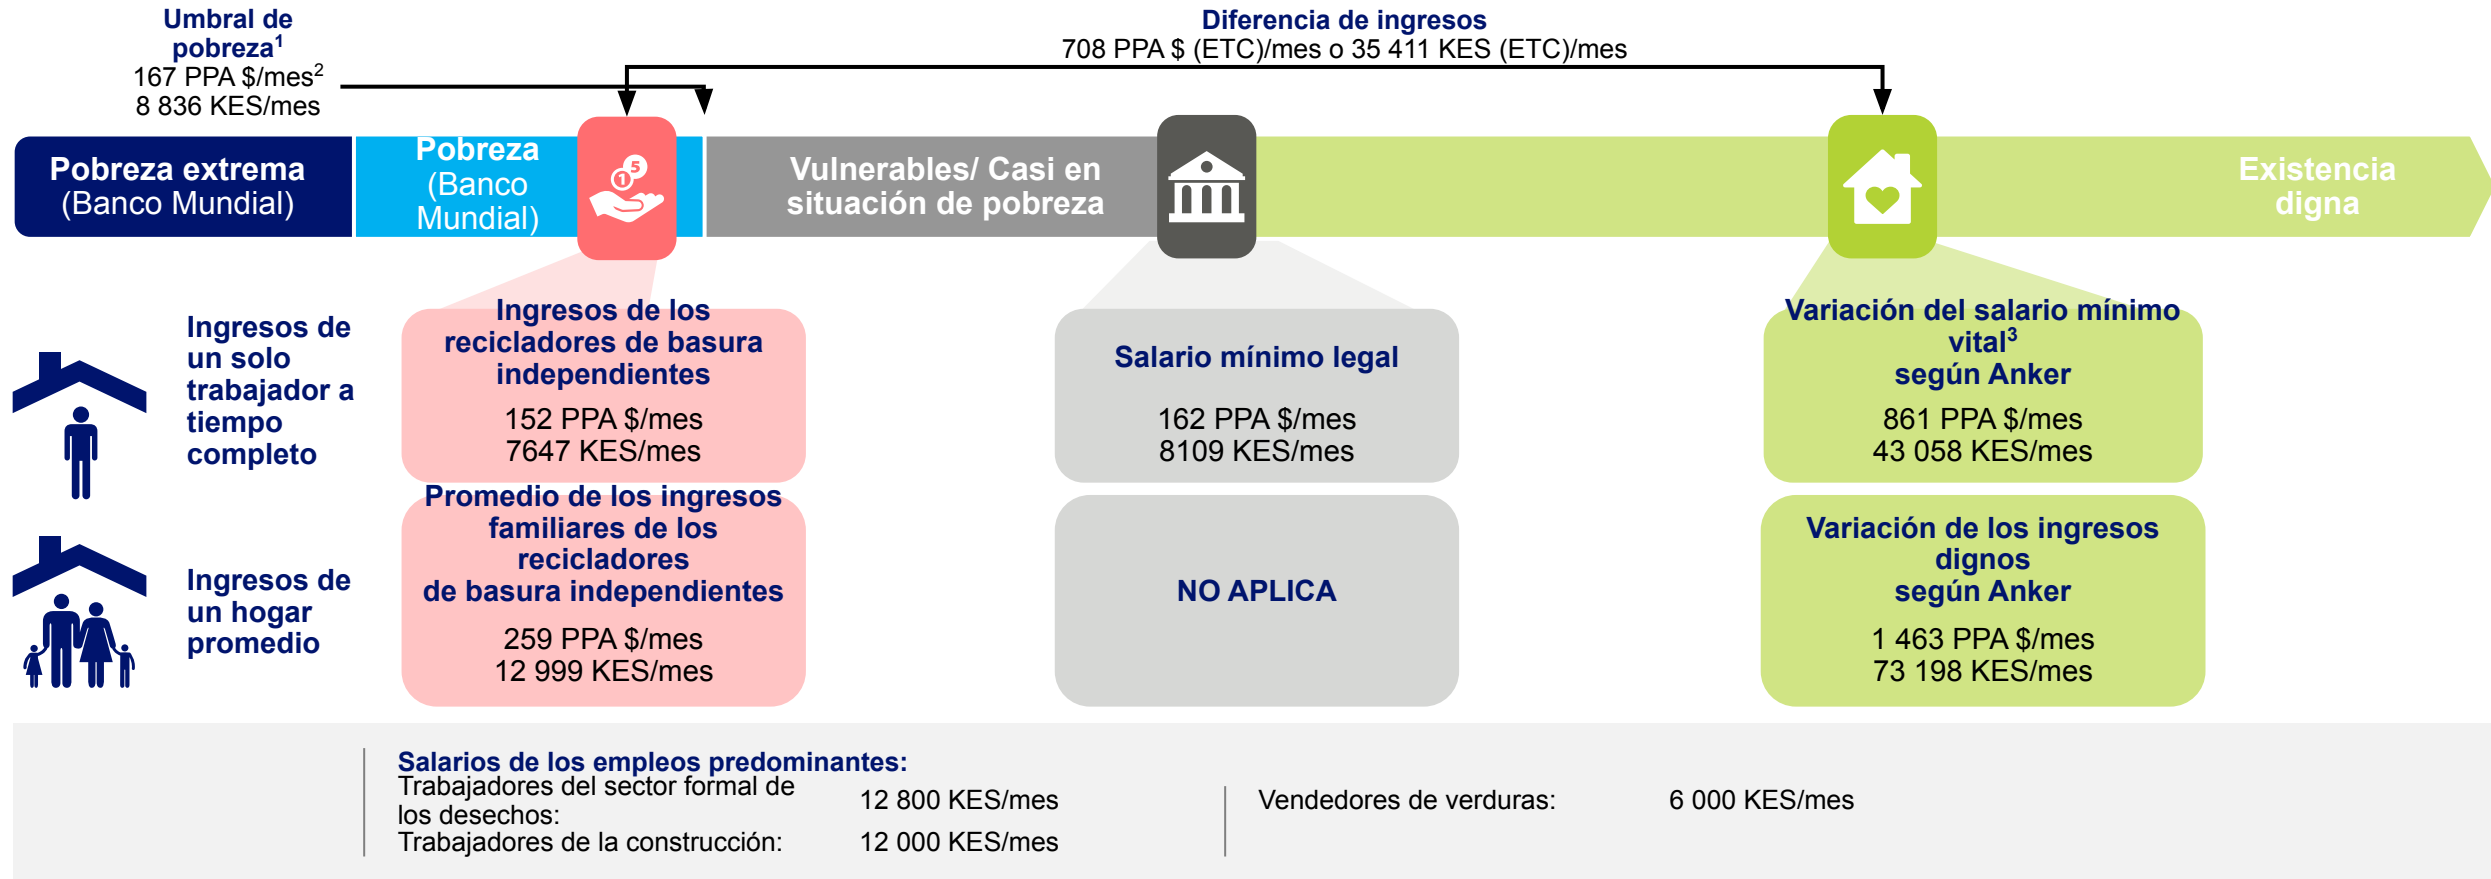 Umbral de
pobreza1
167 PPA $/mes2
8 836 KES/mes
Diferencia de ingresos
708 PPA $ (ETC)/mes o 35 411 KES (ETC)/mes
Pobreza extrema
(Banco Mundial)
Pobreza
(Banco
Mundial)
1 5
Vulnerables/ Casi en
situación de pobreza
Existencia
digna
Ingresos de
un solo
trabajador a
tiempo
completo
Ingresos de los
recicladores de basura
independientes
152 PPA $/mes
7647 KES/mes
Salario mínimo legal
162 PPA $/mes
8109 KES/mes
Variación del salario mínimo
vital3
según Anker
861 PPA $/mes
43 058 KES/mes
Ingresos de
un hogar
promedio
Promedio de los ingresos
familiares de los
recicladores
de basura independientes
259 PPA $/mes
12 999 KES/mes
NO APLICA
Variación de los ingresos
dignos
según Anker
1 463 PPA $/mes
73 198 KES/mes
Salarios de los empleos predominantes:
Trabajadores del sector formal de
los desechos:
12 800 KES/mes
Trabajadores de la construcción:
12 000 KES/mes
Vendedores de verduras:
6 000 KES/mes